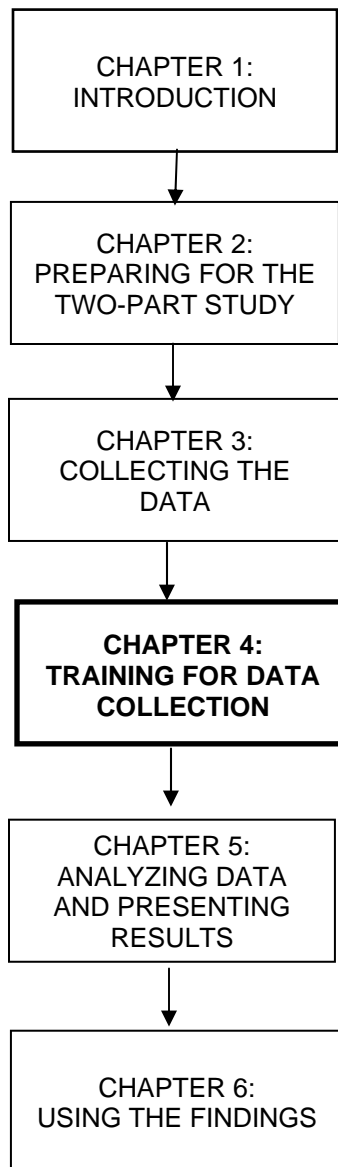 CHAPTER 1:
INTRODUCTION
CHAPTER 2:
PREPARING FOR THE
TWO-PART STUDY
CHAPTER 3:
COLLECTING THE
DATA
CHAPTER 4:
TRAINING FOR DATA
COLLECTION
CHAPTER 5:
ANALYZING DATA
AND PRESENTING
RESULTS
CHAPTER 6:
USING THE FINDINGS